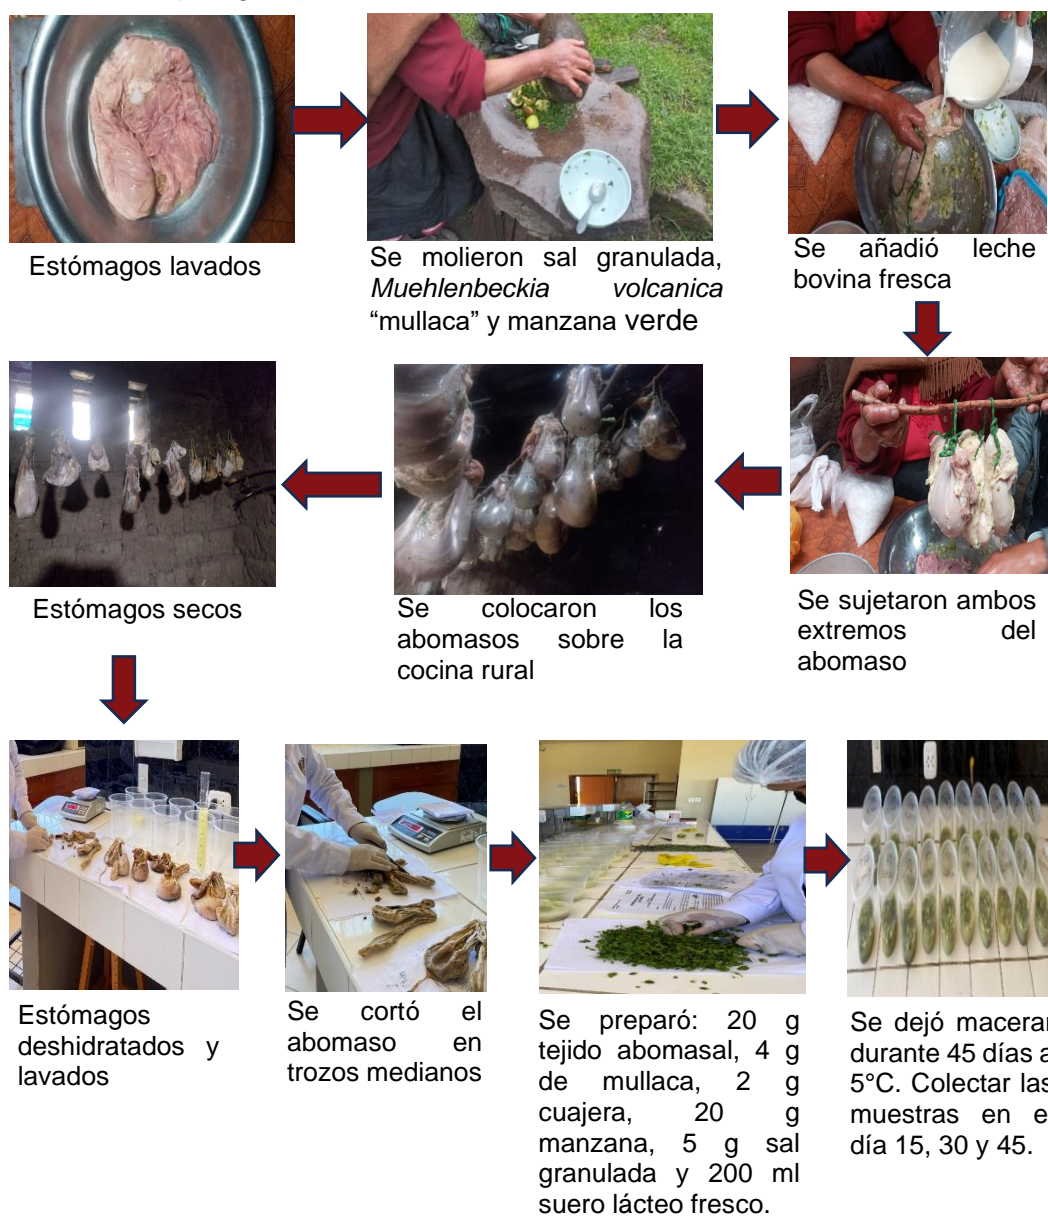 Estómagos lavados
Se molieron sal granulada,
Muehlenbeckia volcanica
“mullaca” y manzana verde
Se añadió leche
bovina fresca
Estómagos secos
Se colocaron los
abomasos sobre la
cocina rural
Se sujetaron ambos
extremos del
abomaso
Estómagos
deshidratados y
lavados
Se cortó el
abomaso en
trozos medianos
Se preparó: 20 g
tejido abomasal, 4 g
de mullaca, 2 g
cuajera, 20 g
manzana, 5 g sal
granulada y 200 ml
suero lácteo fresco.
Se dejó macerar
durante 45 días a
5°C. Colectar las
muestras en e
día 15, 30 y 45.